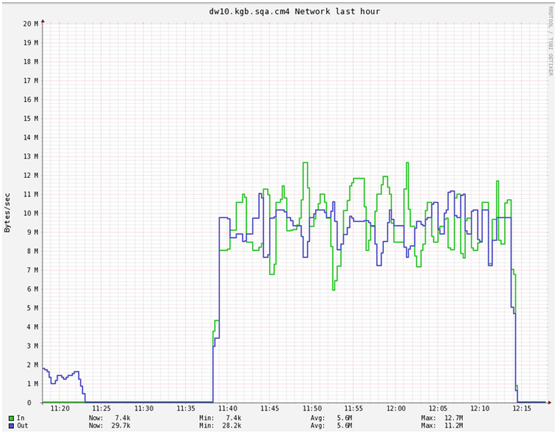 dw10.kgb.sqa.cm4 Network last hour
RRDTOOL / TOBI OETIKER
Bytes/sec
20 M
19 M
18 M
17 M
16 M
15 M
14 M
13 M
12 M
11 M
10 M
9 M
8 M
7 M
6 M
5 M
4 M
3 M
2 M
1 M
0
11:20 11:25 11:30 11:35 11:40 11:45 11:50 11:55 12:00 12:05 12:10 12:15
In Now: 7.4k Min: 7.4k Avg: 5.6M Max: 12.7M
Out Now: 29.7k Min: 28.2k Avg: 5.6M Max: 11.2M